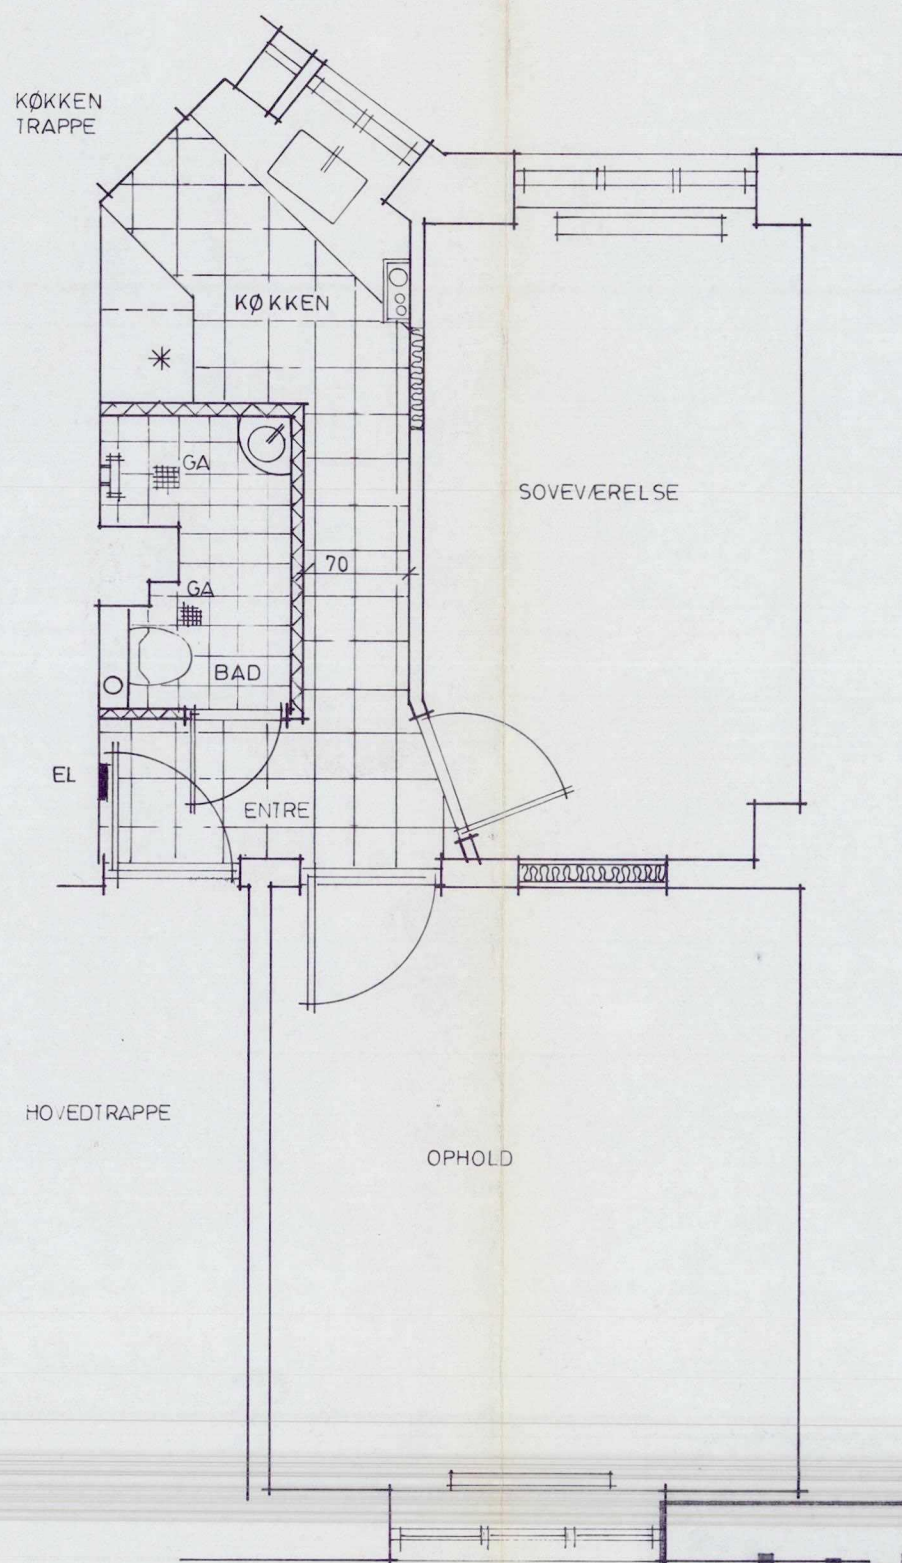 KØKKEN
TRAPPE
KØKKEN
GA
SOVEVÆRELSE
70
GA
BAD
EL
ENTRE
HOVEDTRAPPE
OPHOLD